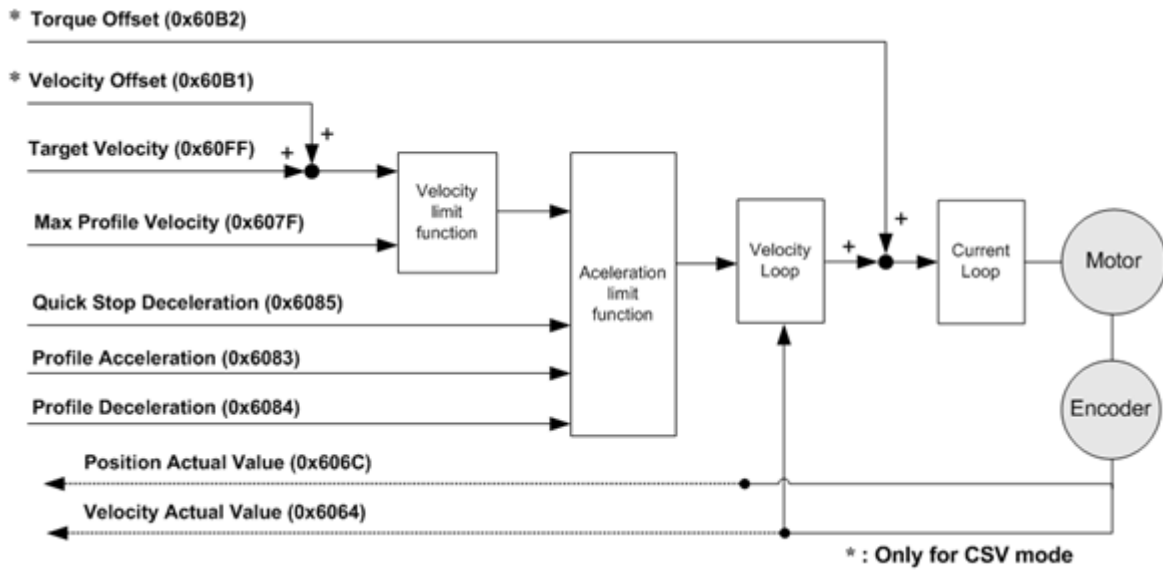 * Torque Offset (0x60B2)
* Velocity Offset (0x60B1)
+
Target Velocity (0x60FF)
+
Velocity
limit
function
Max Profile Velocity (0x607F)
Aceleration
limit
function
Velocity
Loop
+
+
Current
Loop
Motor
Quick Stop Deceleration (0x6085)
Profile Acceleration (0x6083)
Profile Deceleration (0x6084)
Encoder
Position Actual Value (0x606C)
Velocity Actual Value (0x6064)
* : Only for CSV mode